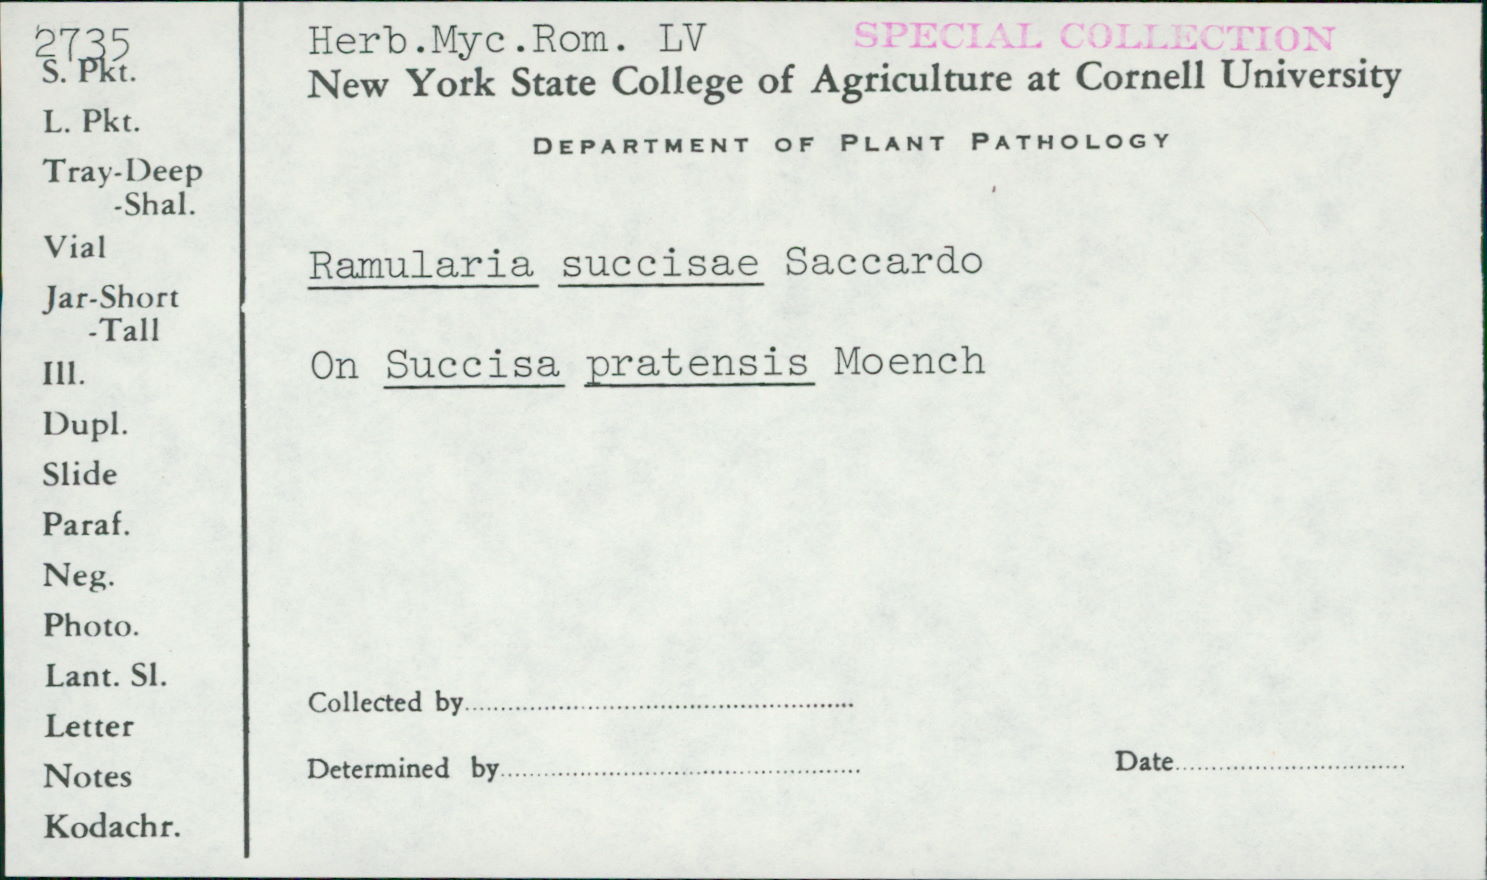 2735
S. Pkt.
L. Pkt.
Tray-Deep
-Shal.
Vial
Jar-Short
-Tall
Ill.
Dupl.
Slide
Paraf.
Neg.
Photo.
Lant. Sl.
Letter
Notes
Kodachr.
Herb.Myc.Rom. LV
SPECIAL COLLECTION
New York State College of Agriculture at Cornell University
DEPARTMENT OF PLANT PATHOLOGY
Ramularia succisae Saccardo
On Succisa pratensis Moench
Collected by
Determined by
Date